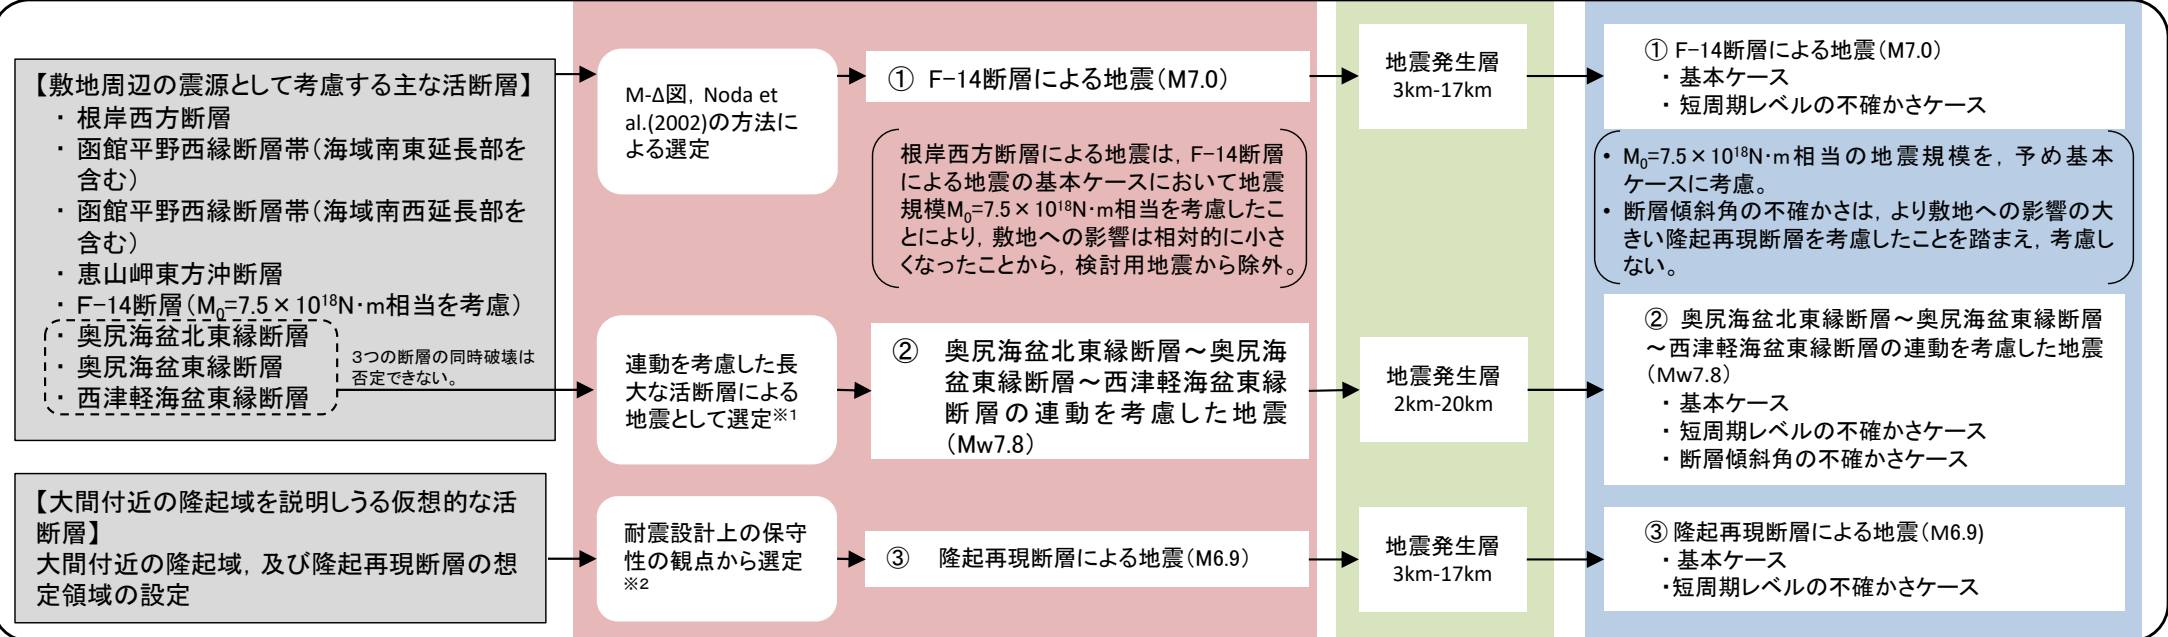 【敷地周辺の震源として考慮する主な活断層】
・ 根岸西方断層
・ 函館平野西縁断層帯(海域南東延長部を
含む)
・ 函館平野西縁断層帯(海域南西延長部を
含む)
・ 恵山岬東方沖断層
・ F-14断層(M₀=7.5×10¹⁸N・m相当を考慮)
・ 奥尻海盆北東縁断層
・ 奥尻海盆東縁断層
・ 西津軽海盆東縁断層
3つの断層の同時破壊は
否定できない。
【大間付近の隆起域を説明しうる仮想的な活
断層】
大間付近の隆起域, 及び隆起再現断層の想
定領域の設定
M-Δ図, Noda et
al.(2002)の方法に
よる選定
連動を考慮した長
大な活断層による
地震として選定※1
耐震設計上の保守
性の観点から選定
※2
① F-14断層による地震(M7.0)
根岸西方断層による地震は, F-14断層
による地震の基本ケースにおいて地震
規模M₀=7.5×10¹⁸N・m相当を考慮したこ
とにより, 敷地への影響は相対的に小さ
くなったことから, 検討用地震から除外。
② 奥尻海盆北東縁断層～奥尻海
盆東縁断層～西津軽海盆東縁
断層の連動を考慮した地震
(Mw7.8)
③ 隆起再現断層による地震(M6.9)
地震発生層
3km-17km
地震発生層
2km-20km
地震発生層
3km-17km
① F-14断層による地震(M7.0)
・ 基本ケース
・ 短周期レベルの不確かさケース
• M₀=7.5×10¹⁸N・m相当の地震規模を, 予め基本
ケースに考慮。
• 断層傾斜角の不確かさは, より敷地への影響の大
きい隆起再現断層を考慮したことを踏まえ, 考慮し
ない。
② 奥尻海盆北東縁断層～奥尻海盆東縁断層
～西津軽海盆東縁断層の連動を考慮した地震
(Mw7.8)
・ 基本ケース
・ 短周期レベルの不確かさケース
・ 断層傾斜角の不確かさケース
③ 隆起再現断層による地震(M6.9)
・ 基本ケース
・短周期レベルの不確かさケース